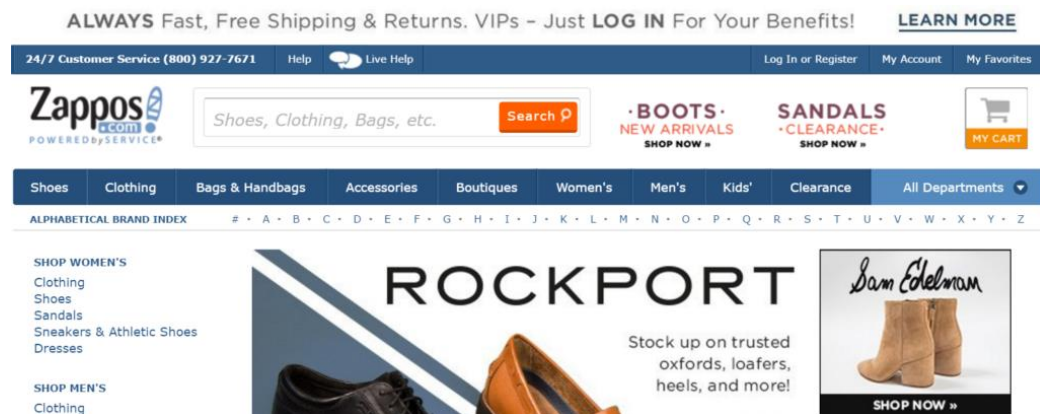 ALWAYS Fast, Free Shipping & Returns. VIPs – Just LOG IN For Your Benefits! LEARN MORE
24/7 Customer Service (800) 927-7671 Help Live Help Log In or Register My Account My Favorites
Zappos
.com
POWERED by SERVICE®
Shoes, Clothing, Bags, etc.
Search
·BOOTS·
NEW ARRIVALS
SHOP NOW »
SANDALS
·CLEARANCE·
SHOP NOW »
MY CART
Shoes Clothing Bags & Handbags Accessories Boutiques Women's Men's Kids' Clearance All Departments
ALPHABETICAL BRAND INDEX # · A · B · C · D · E · F · G · H · I · J · K · L · M · N · O · P · Q · R · S · T · U · V · W · X · Y · Z
SHOP WOMEN'S
Clothing
Shoes
Sandals
Sneakers & Athletic Shoes
Dresses
SHOP MEN'S
Clothing
ROCKPORT
Stock up on trusted
oxfords, loafers,
heels, and more!
Sam Edelman
SHOP NOW »